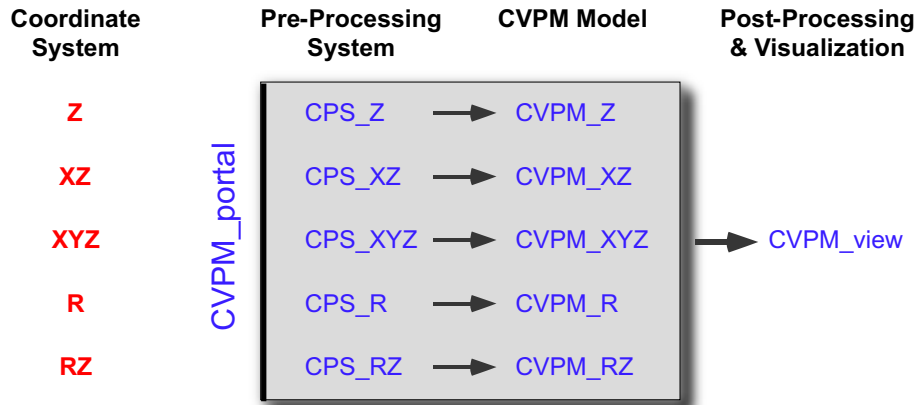 Coordinate System
Pre-Processing System
CVPM Model
Post-Processing & Visualization
CVPM_portal
Z
CPS_Z
CVPM_Z
XZ
CPS_XZ
CVPM_XZ
XYZ
CPS_XYZ
CVPM_XYZ
CVPM_view
R
CPS_R
CVPM_R
RZ
CPS_RZ
CVPM_RZ